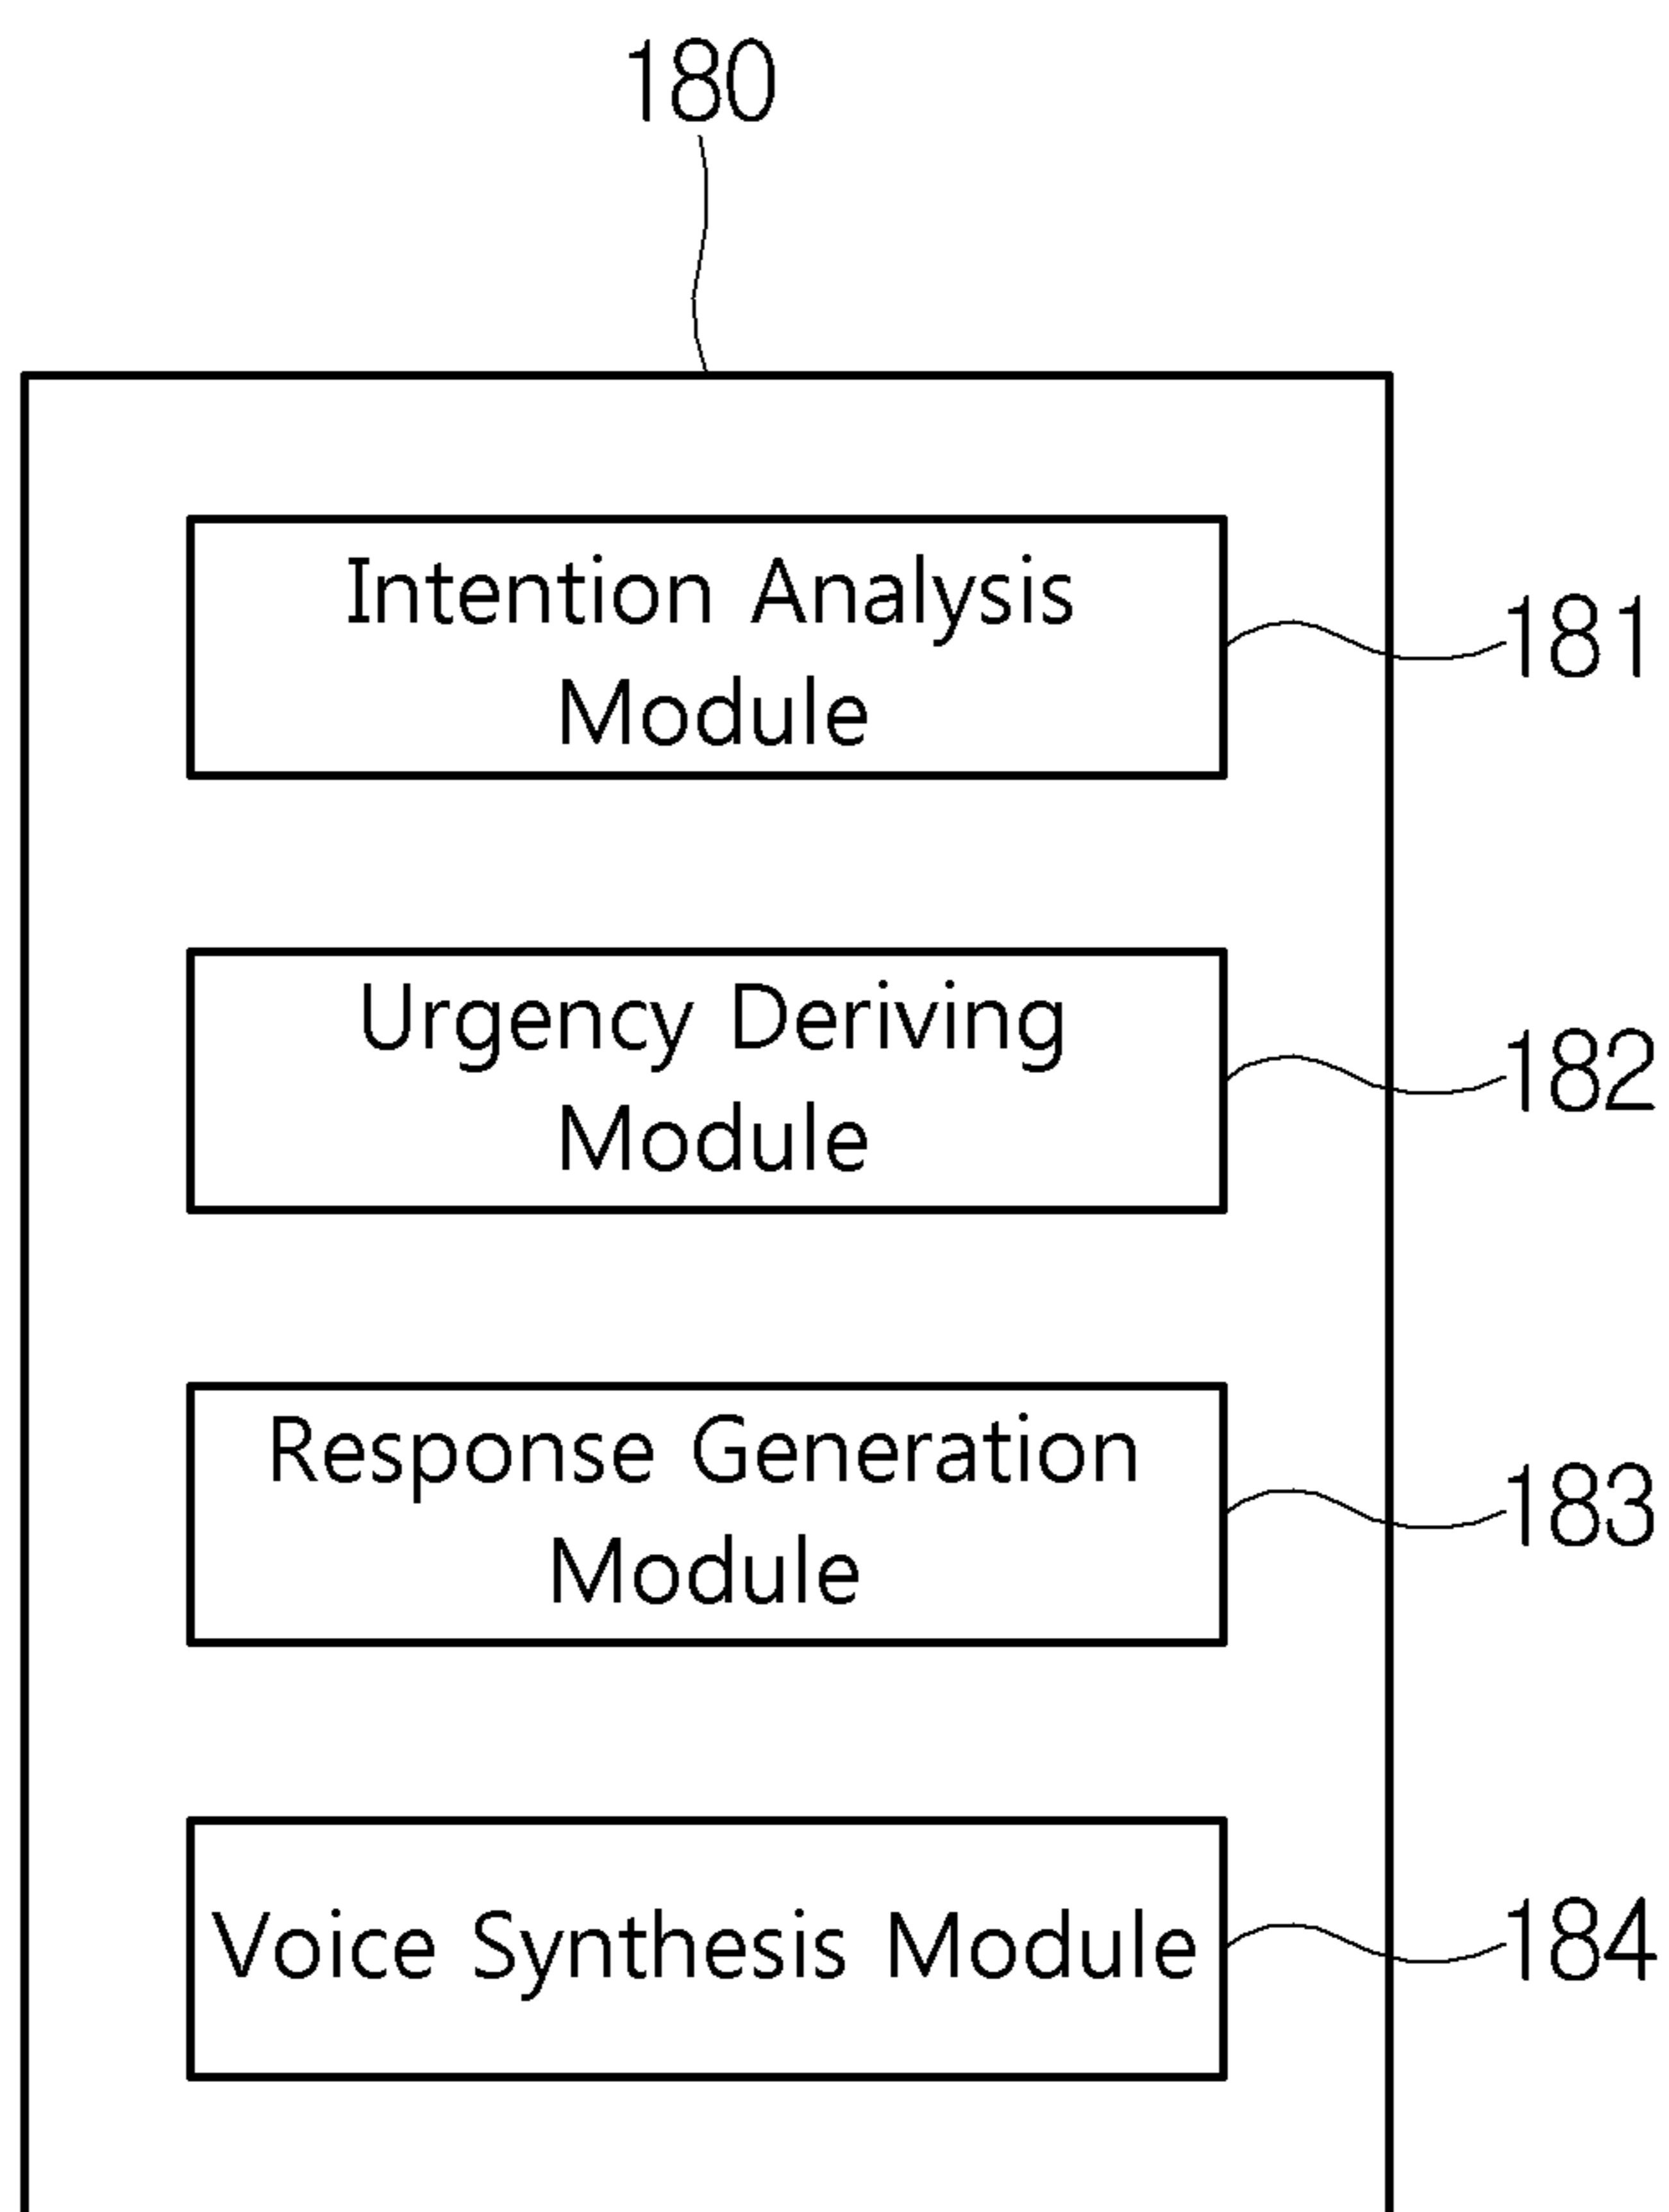 180
Intention Analysis
Module
181
Urgency Deriving
Module
182
Response Generation
Module
183
Voice Synthesis Module
184